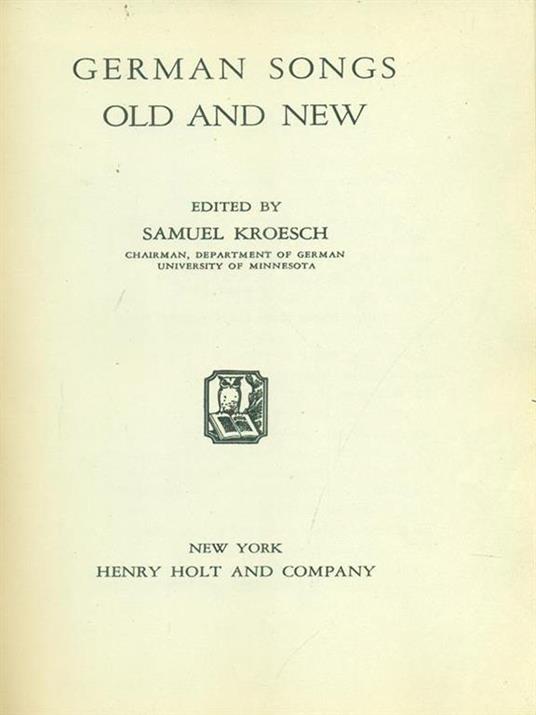 GERMAN SONGS
OLD AND NEW
EDITED BY
SAMUEL KROESCH
CHAIRMAN, DEPARTMENT OF GERMAN
UNIVERSITY OF MINNESOTA
NEW YORK
HENRY HOLT AND COMPANY